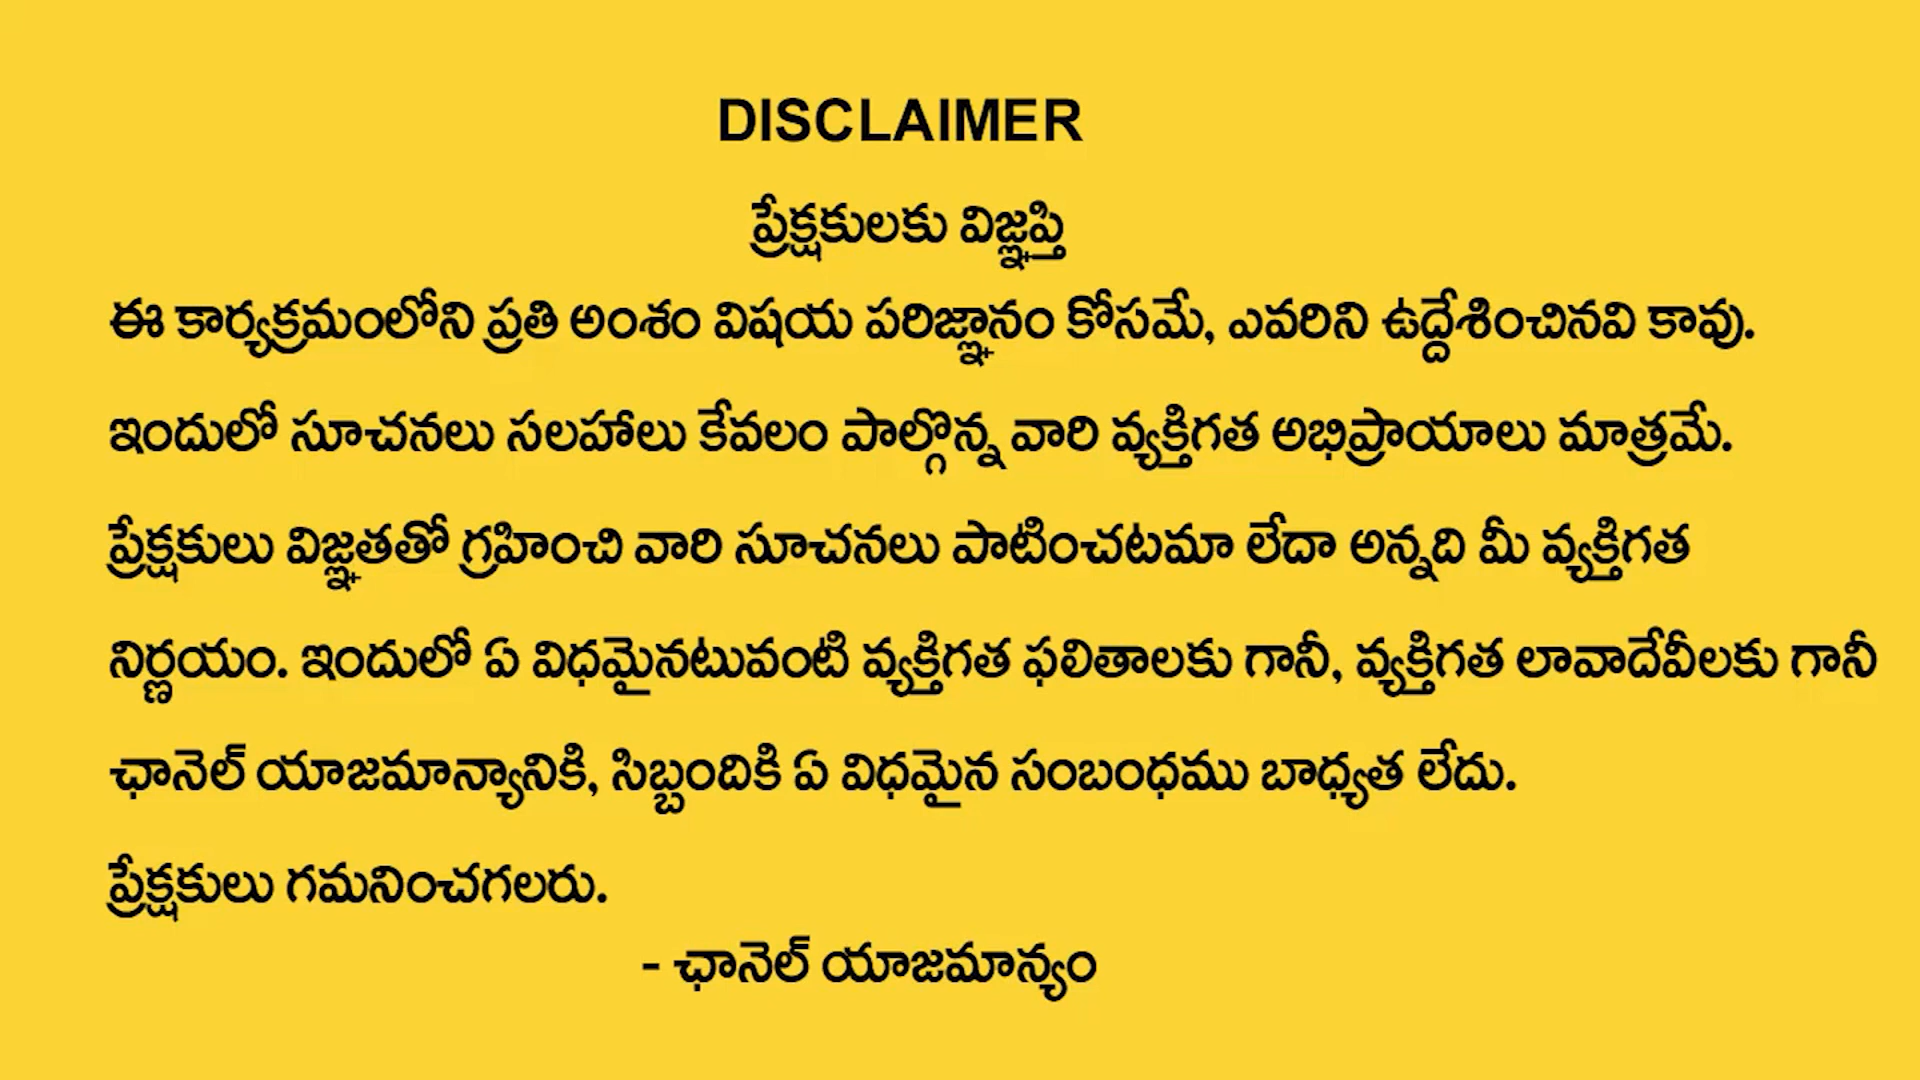 DISCLAIMER
ప్రేక్షకులకు విజ్ఞప్తి
ఈ కార్యక్రమంలోని ప్రతి అంశం విషయ పరిజ్ఞానం కోసమే, ఎవరిని ఉద్దేశించినవి కావు.
ఇందులో సూచనలు సలహాలు కేవలం పాల్గొన్న వారి వ్యక్తిగత అభిప్రాయాలు మాత్రమే.
ప్రేక్షకులు విజ్ఞతతో గ్రహించి వారి సూచనలు పాటించటమా లేదా అన్నది మీ వ్యక్తిగత
నిర్ణయం. ఇందులో ఏ విధమైనటువంటి వ్యక్తిగత ఫలితాలకు గానీ, వ్యక్తిగత లావాదేవీలకు గానీ
ఛానెల్ యాజమాన్యానికి, సిబ్బందికి ఏ విధమైన సంబంధము బాధ్యత లేదు.
ప్రేక్షకులు గమనించగలరు.
- ఛానెల్ యాజమాన్యం